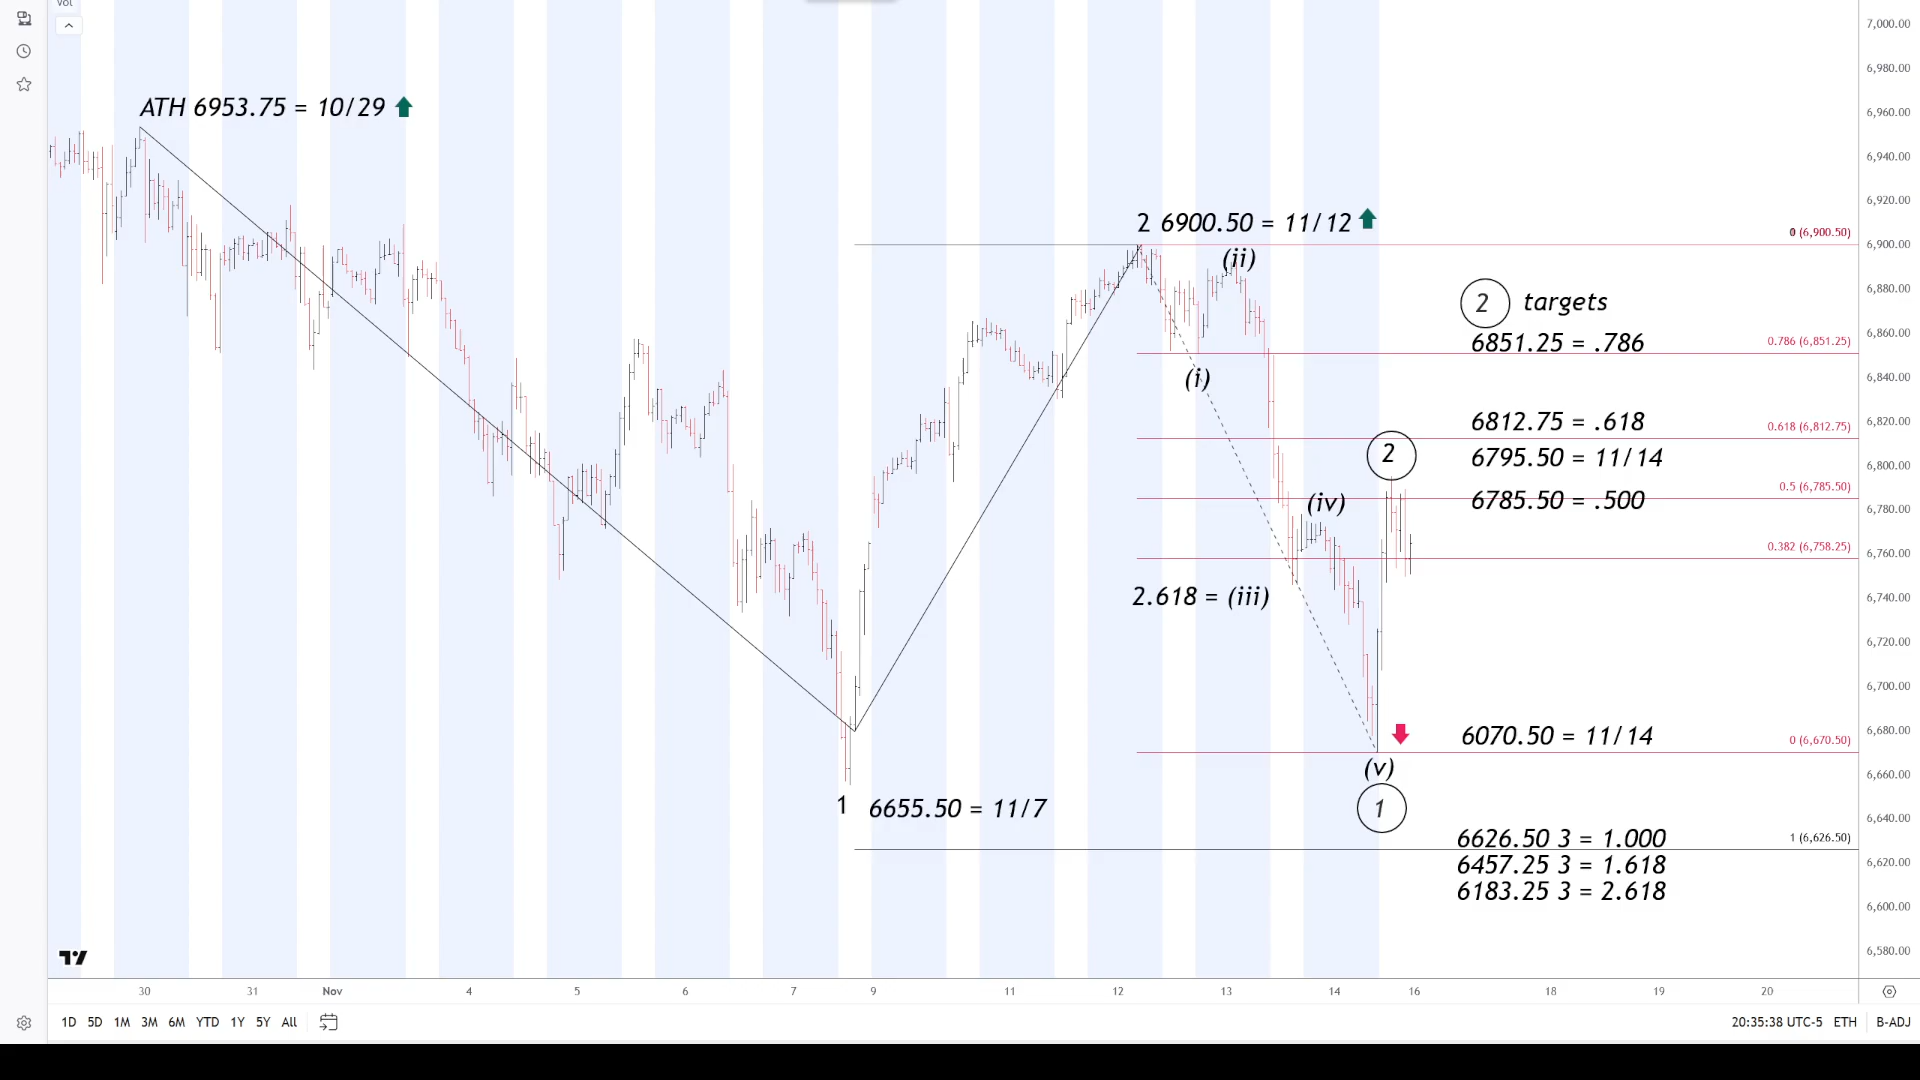 Vol
7,000.00
6,980.00
ATH 6953.75 = 10/29
6,960.00
6,940.00
6,920.00
2 6900.50 = 11/12
0 (6,900.50)
6,900.00
(ii)
6,880.00
2 targets
6,860.00
6851.25 = .786
0.786 (6,851.25)
(i)
6,840.00
6812.75 = .618
0.618 (6,812.75)
6,820.00
2
6795.50 = 11/14
6,800.00
0.5 (6,785.50)
(iv)
6785.50 = .500
6,780.00
0.382 (6,758.25)
6,760.00
2.618 = (iii)
6,740.00
6,720.00
6,700.00
6070.50 = 11/14
6,680.00
0 (6,670.50)
(v)
6,660.00
1 6655.50 = 11/7
1
6,640.00
6626.50 3 = 1.000
1 (6,626.50)
6457.25 3 = 1.618
6,620.00
6183.25 3 = 2.618
6,600.00
6,580.00
30 31 Nov 4 5 6 7 9 11 12 13 14 16 18 19 20
1D 5D 1M 3M 6M YTD 1Y 5Y All
20:35:38 UTC-5 ETH B-ADJ